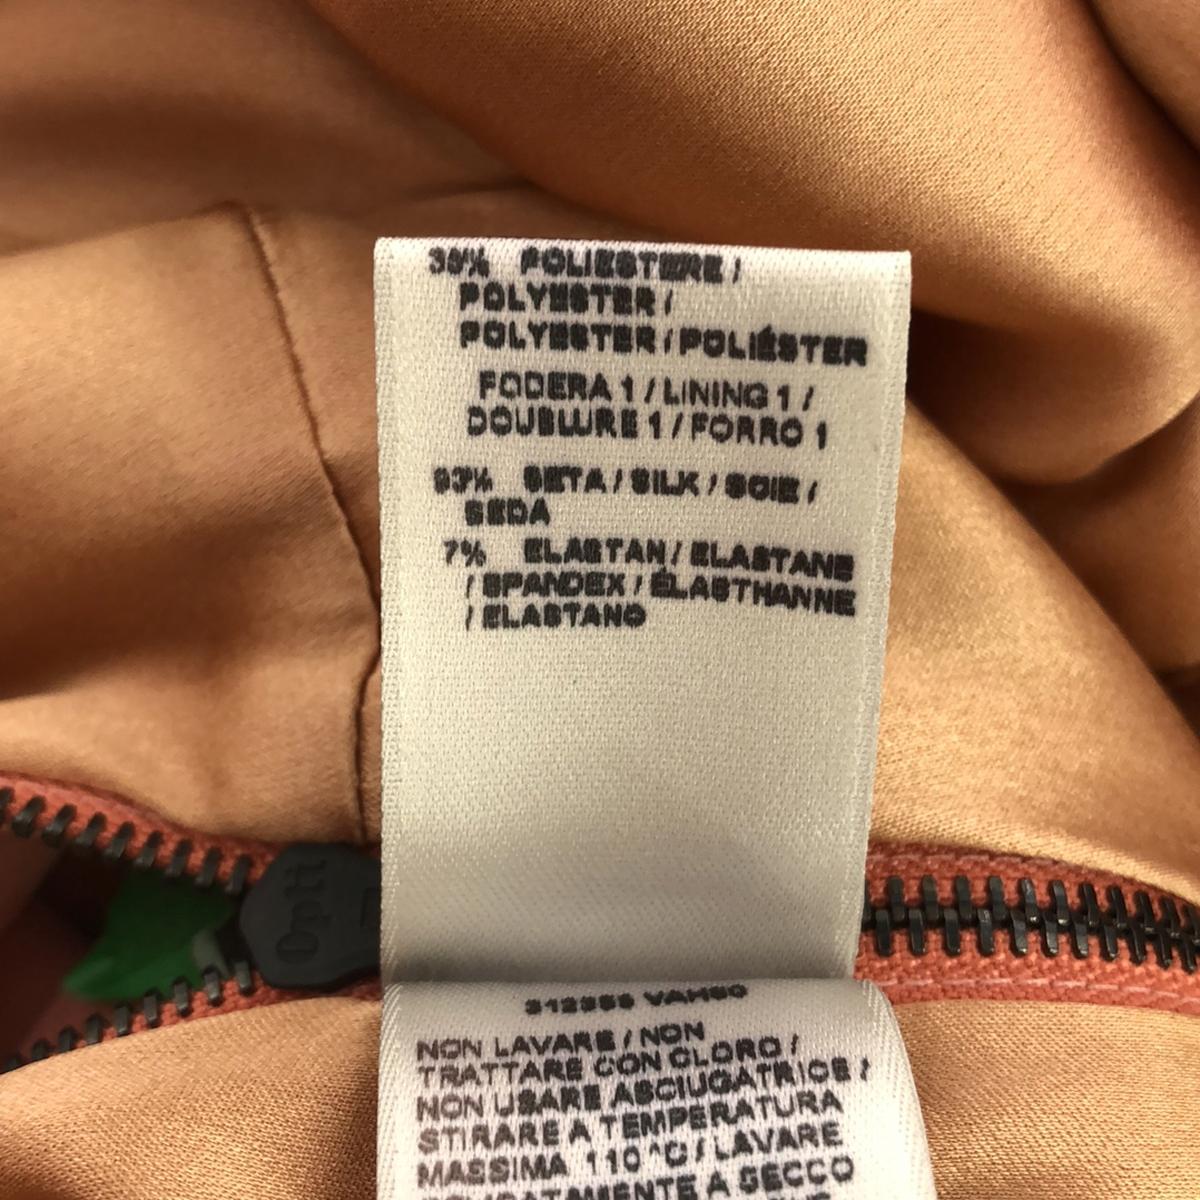 POLIESTERE /
POLYESTER /
POLYESTER / POLIÉSTER
FODERA 1 / LINING 1 /
DOUBLURE 1 / FORRO 1
93% SETA / SILK / SOIE /
SEDA
7% ELASTAN / ELASTANE
/ SPANDEX / ÉLASTHANNE
/ ELASTANO
Opti
NON LAVARE / NON
TRATTARE CON CLORO /
NON USARE ASCIUGATRICE /
STIRARE A TEMPERATURA
MASSIMA 110 °C / LAVARE
A SECCO